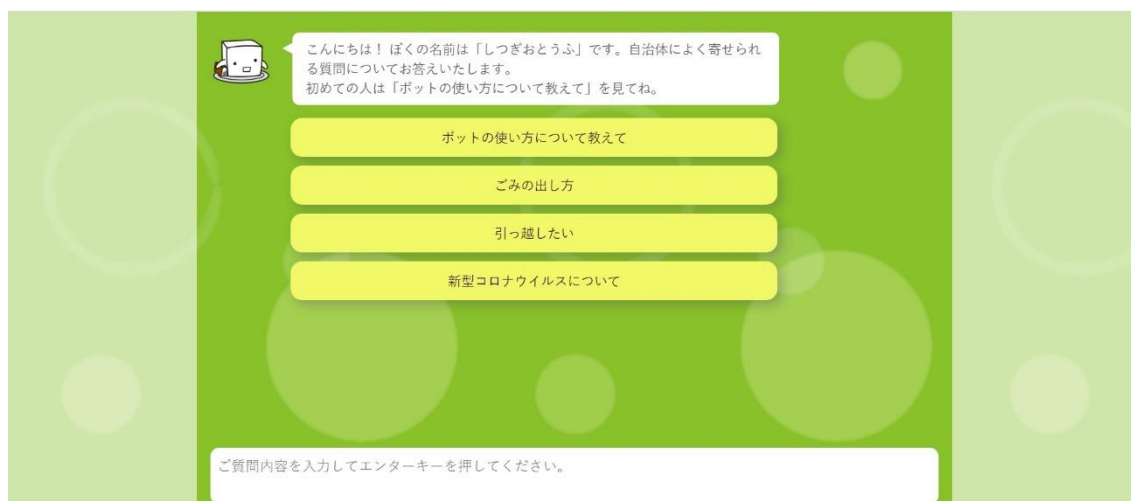 こんにちは！ ぼくの名前は「しつぎおとうふ」です。自治体によく寄せられ
る質問についてお答えいたします。
初めての人は「ボットの使い方について教えて」を見てね。
ボットの使い方について教えて
ごみの出し方
引っ越したい
新型コロナウイルスについて
ご質問内容を入力してエンターキーを押してください。